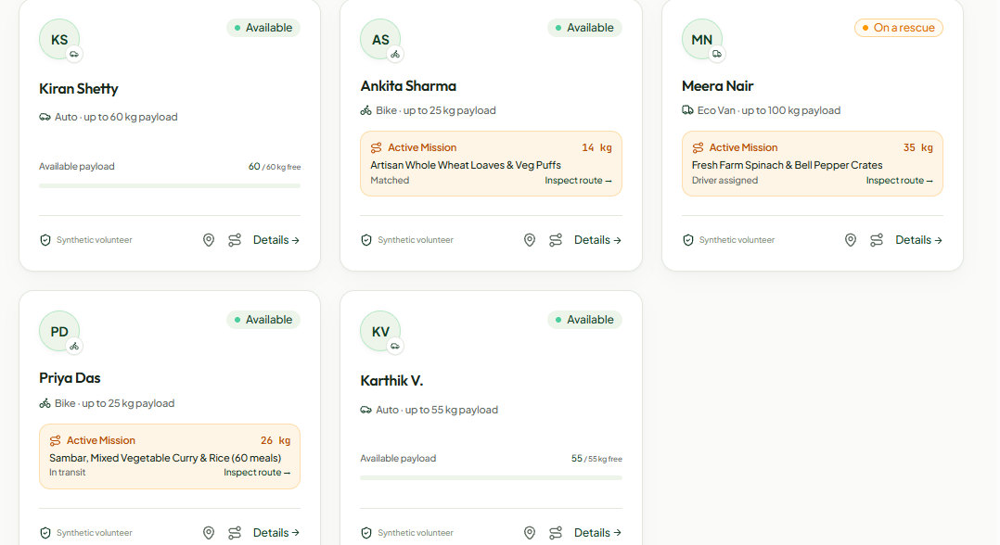 KS
Available
Kiran Shetty
Auto · up to 60 kg payload
Available payload 60 / 60 kg free
Synthetic volunteer Details →
AS
Available
Ankita Sharma
Bike · up to 25 kg payload
Active Mission 14 kg
Artisan Whole Wheat Loaves & Veg Puffs
Matched Inspect route →
Synthetic volunteer Details →
MN
On a rescue
Meera Nair
Eco Van · up to 100 kg payload
Active Mission 35 kg
Fresh Farm Spinach & Bell Pepper Crates
Driver assigned Inspect route →
Synthetic volunteer Details →
PD
Available
Priya Das
Bike · up to 25 kg payload
Active Mission 26 kg
Sambar, Mixed Vegetable Curry & Rice (60 meals)
In transit Inspect route →
Synthetic volunteer Details →
KV
Available
Karthik V.
Auto · up to 55 kg payload
Available payload 55 / 55 kg free
Synthetic volunteer Details →